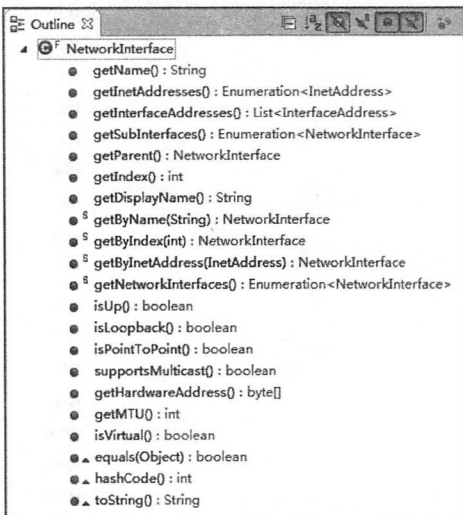 Outline
F NetworkInterface
getName() : String
getInetAddresses() : Enumeration<InetAddress>
getInterfaceAddresses() : List<InterfaceAddress>
getSubInterfaces() : Enumeration<NetworkInterface>
getParent() : NetworkInterface
getIndex() : int
getDisplayName() : String
S getByName(String) : NetworkInterface
S getByIndex(int) : NetworkInterface
S getByInetAddress(InetAddress) : NetworkInterface
S getNetworkInterfaces() : Enumeration<NetworkInterface>
isUp() : boolean
isLoopback() : boolean
isPointToPoint() : boolean
supportsMulticast() : boolean
getHardwareAddress() : byte[]
getMTU() : int
isVirtual() : boolean
equals(Object) : boolean
hashCode() : int
toString() : String